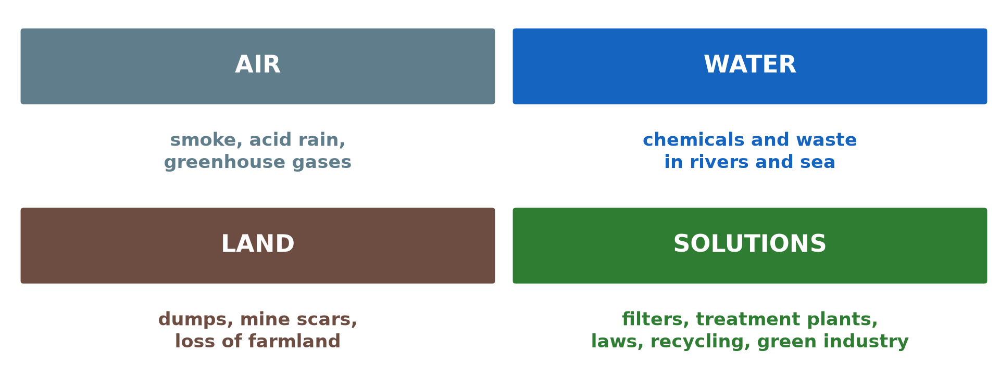 AIR
smoke, acid rain,
greenhouse gases
WATER
chemicals and waste
in rivers and sea
LAND
dumps, mine scars,
loss of farmland
SOLUTIONS
filters, treatment plants,
laws, recycling, green industry